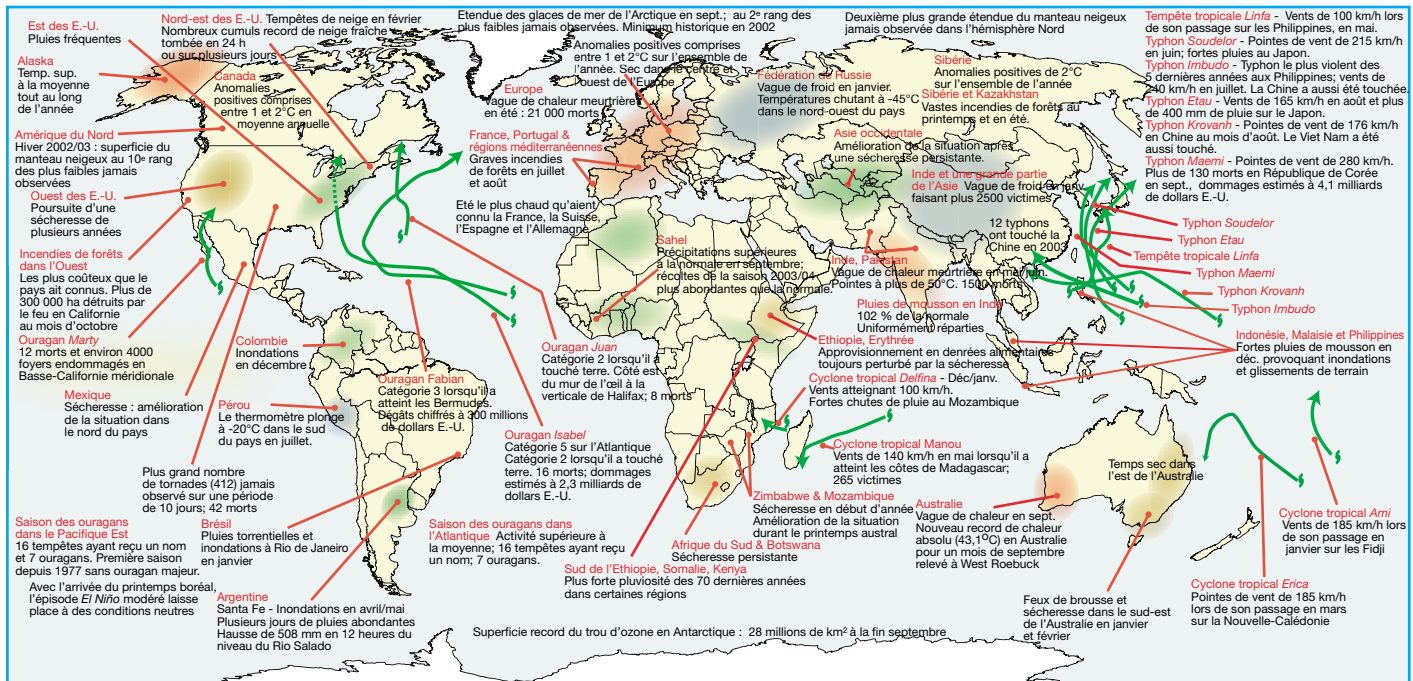 Est des E.-U.
Pluies fréquentes
Nord-est des E.-U. Tempêtes de neige en février
Nombreux cumuls record de neige fraîche
tombée en 24 h
ou sur plusieurs jours
Etendue des glaces de mer de l'Arctique en sept.; au 2e rang des
plus faibles jamais observées. Minimum historique en 2002
Deuxième plus grande étendue du manteau neigeux
jamais observée dans l'hémisphère Nord
Tempête tropicale Linfa - Vents de 100 km/h lors
de son passage sur les Philippines, en mai.
Typhon Soudelor - Pointes de vent de 215 km/h
en juin; fortes pluies au Japon.
Typhon Imbudo - Typhon le plus violent des
5 dernières années aux Philippines; vents de
240 km/h en juillet. La Chine a aussi été touchée.
Typhon Etau - Vents de 165 km/h en août et plus
de 400 mm de pluie sur le Japon.
Typhon Krovanh - Pointes de vent de 176 km/h
en Chine au mois d'août. Le Viet Nam a été
aussi touché.
Typhon Maemi - Pointes de vent de 280 km/h.
Plus de 130 morts en République de Corée
en sept., dommages estimés à 4,1 milliards
de dollars E.-U.
Alaska
Temp. sup.
à la moyenne
tout au long
de l'année
Canada
Anomalies
positives comprises
entre 1 et 2°C en
moyenne annuelle
Anomalies positives comprises
entre 1 et 2°C sur l'ensemble de
l'année. Sec dans le centre et
l'ouest de l'Europe
Europe
Vague de chaleur meurtrière
en été : 21 000 morts
Fédération de Russie
Vague de froid en janvier.
Températures chutant à -45°C
dans le nord-ouest du pays
Sibérie
Anomalies positives de 2°C
sur l'ensemble de l'année
Sibérie et Kazakhstan
Vastes incendies de forêts au
printemps et en été.
Amérique du Nord
Hiver 2002/03 : superficie du
manteau neigeux au 10e rang
des plus faibles jamais
observées
France, Portugal &
régions méditerranéennes
Graves incendies
de forêts en juillet
et août
Asie occidentale
Amélioration de la situation après
une sécheresse persistante.
Inde et une grande partie
de l'Asie Vague de froid en janv.
faisant plus 2500 victimes
Ouest des E.-U.
Poursuite d'une
sécheresse de
plusieurs années
Eté le plus chaud qu'aient
connu la France, la Suisse,
l'Espagne et l'Allemagne
12 typhons
ont touché la
Chine en 2003
Typhon Soudelor
Typhon Etau
Tempête tropicale Linfa
Typhon Maemi
Typhon Krovanh
Typhon Imbudo
Incendies de forêts
dans l'Ouest
Les plus coûteux que le
pays ait connus. Plus de
300 000 ha détruits par
le feu en Californie
au mois d'octobre
Sahel
Précipitations supérieures
à la normale en septembre;
récoltes de la saison 2003/04
plus abondantes que la normale.
Inde, Pakistan
Vague de chaleur meurtrière en mai/juin.
Pointes à plus de 50°C. 1500 morts
Pluies de mousson en Inde
102 % de la normale
Uniformément réparties
Ouragan Marty
12 morts et environ 4000
foyers endommagés en
Basse-Californie méridionale
Colombie
Inondations
en décembre
Ouragan Juan
Catégorie 2 lorsqu'il a
touché terre. Côté est
du mur de l'œil à la
verticale de Halifax; 8 morts
Ethiopie, Erythrée
Approvisionnement en denrées alimentaires
toujours perturbé par la sécheresse
Indonésie, Malaisie et Philippines
Fortes pluies de mousson en
déc. provoquant inondations
et glissements de terrain
Mexique
Sécheresse : amélioration
de la situation dans
le nord du pays
Pérou
Le thermomètre plonge
à -20°C dans le sud
du pays en juillet.
Ouragan Fabian
Catégorie 3 lorsqu'il a
atteint les Bermudes.
Dégâts chiffrés à 300 millions
de dollars E.-U.
Cyclone tropical Delfina - Déc/janv.
Vents atteignant 100 km/h.
Fortes chutes de pluie au Mozambique
Ouragan Isabel
Catégorie 5 sur l'Atlantique
Catégorie 2 lorsqu'il a touché
terre. 16 morts; dommages
estimés à 2,3 milliards de
dollars E.-U.
Cyclone tropical Manou
Vents de 140 km/h en mai lorsqu'il a
atteint les côtes de Madagascar;
265 victimes
Plus grand nombre
de tornades (412) jamais
observé sur une période
de 10 jours; 42 morts
Temps sec dans
l'est de l'Australie
Zimbabwe & Mozambique
Sécheresse en début d'année
Amélioration de la situation
durant le printemps austral
Australie
Vague de chaleur en sept.
Nouveau record de chaleur
absolu (43,1°C) en Australie
pour un mois de septembre
relevé à West Roebuck
Saison des ouragans
dans le Pacifique Est
16 tempêtes ayant reçu un nom
et 7 ouragans. Première saison
depuis 1977 sans ouragan majeur.
Brésil
Pluies torrentielles et
inondations à Rio de Janeiro
en janvier
Saison des ouragans dans
l'Atlantique Activité supérieure à
la moyenne; 16 tempêtes ayant reçu
un nom; 7 ouragans.
Afrique du Sud & Botswana
Sécheresse persistante
Cyclone tropical Ami
Vents de 185 km/h lors
de son passage en
janvier sur les Fidji
Sud de l'Ethiopie, Somalie, Kenya
Plus forte pluviosité des 70 dernières années
dans certaines régions
Avec l'arrivée du printemps boréal,
l'épisode El Niño modéré laisse
place à des conditions neutres
Argentine
Santa Fe - Inondations en avril/mai
Plusieurs jours de pluies abondantes
Hausse de 508 mm en 12 heures du
niveau du Rio Salado
Feux de brousse et
sécheresse dans le sud-est
de l'Australie en janvier
et février
Cyclone tropical Erica
Pointes de vent de 185 km/h
lors de son passage en mars
sur la Nouvelle-Calédonie
Superficie record du trou d'ozone en Antarctique : 28 millions de km² à la fin septembre